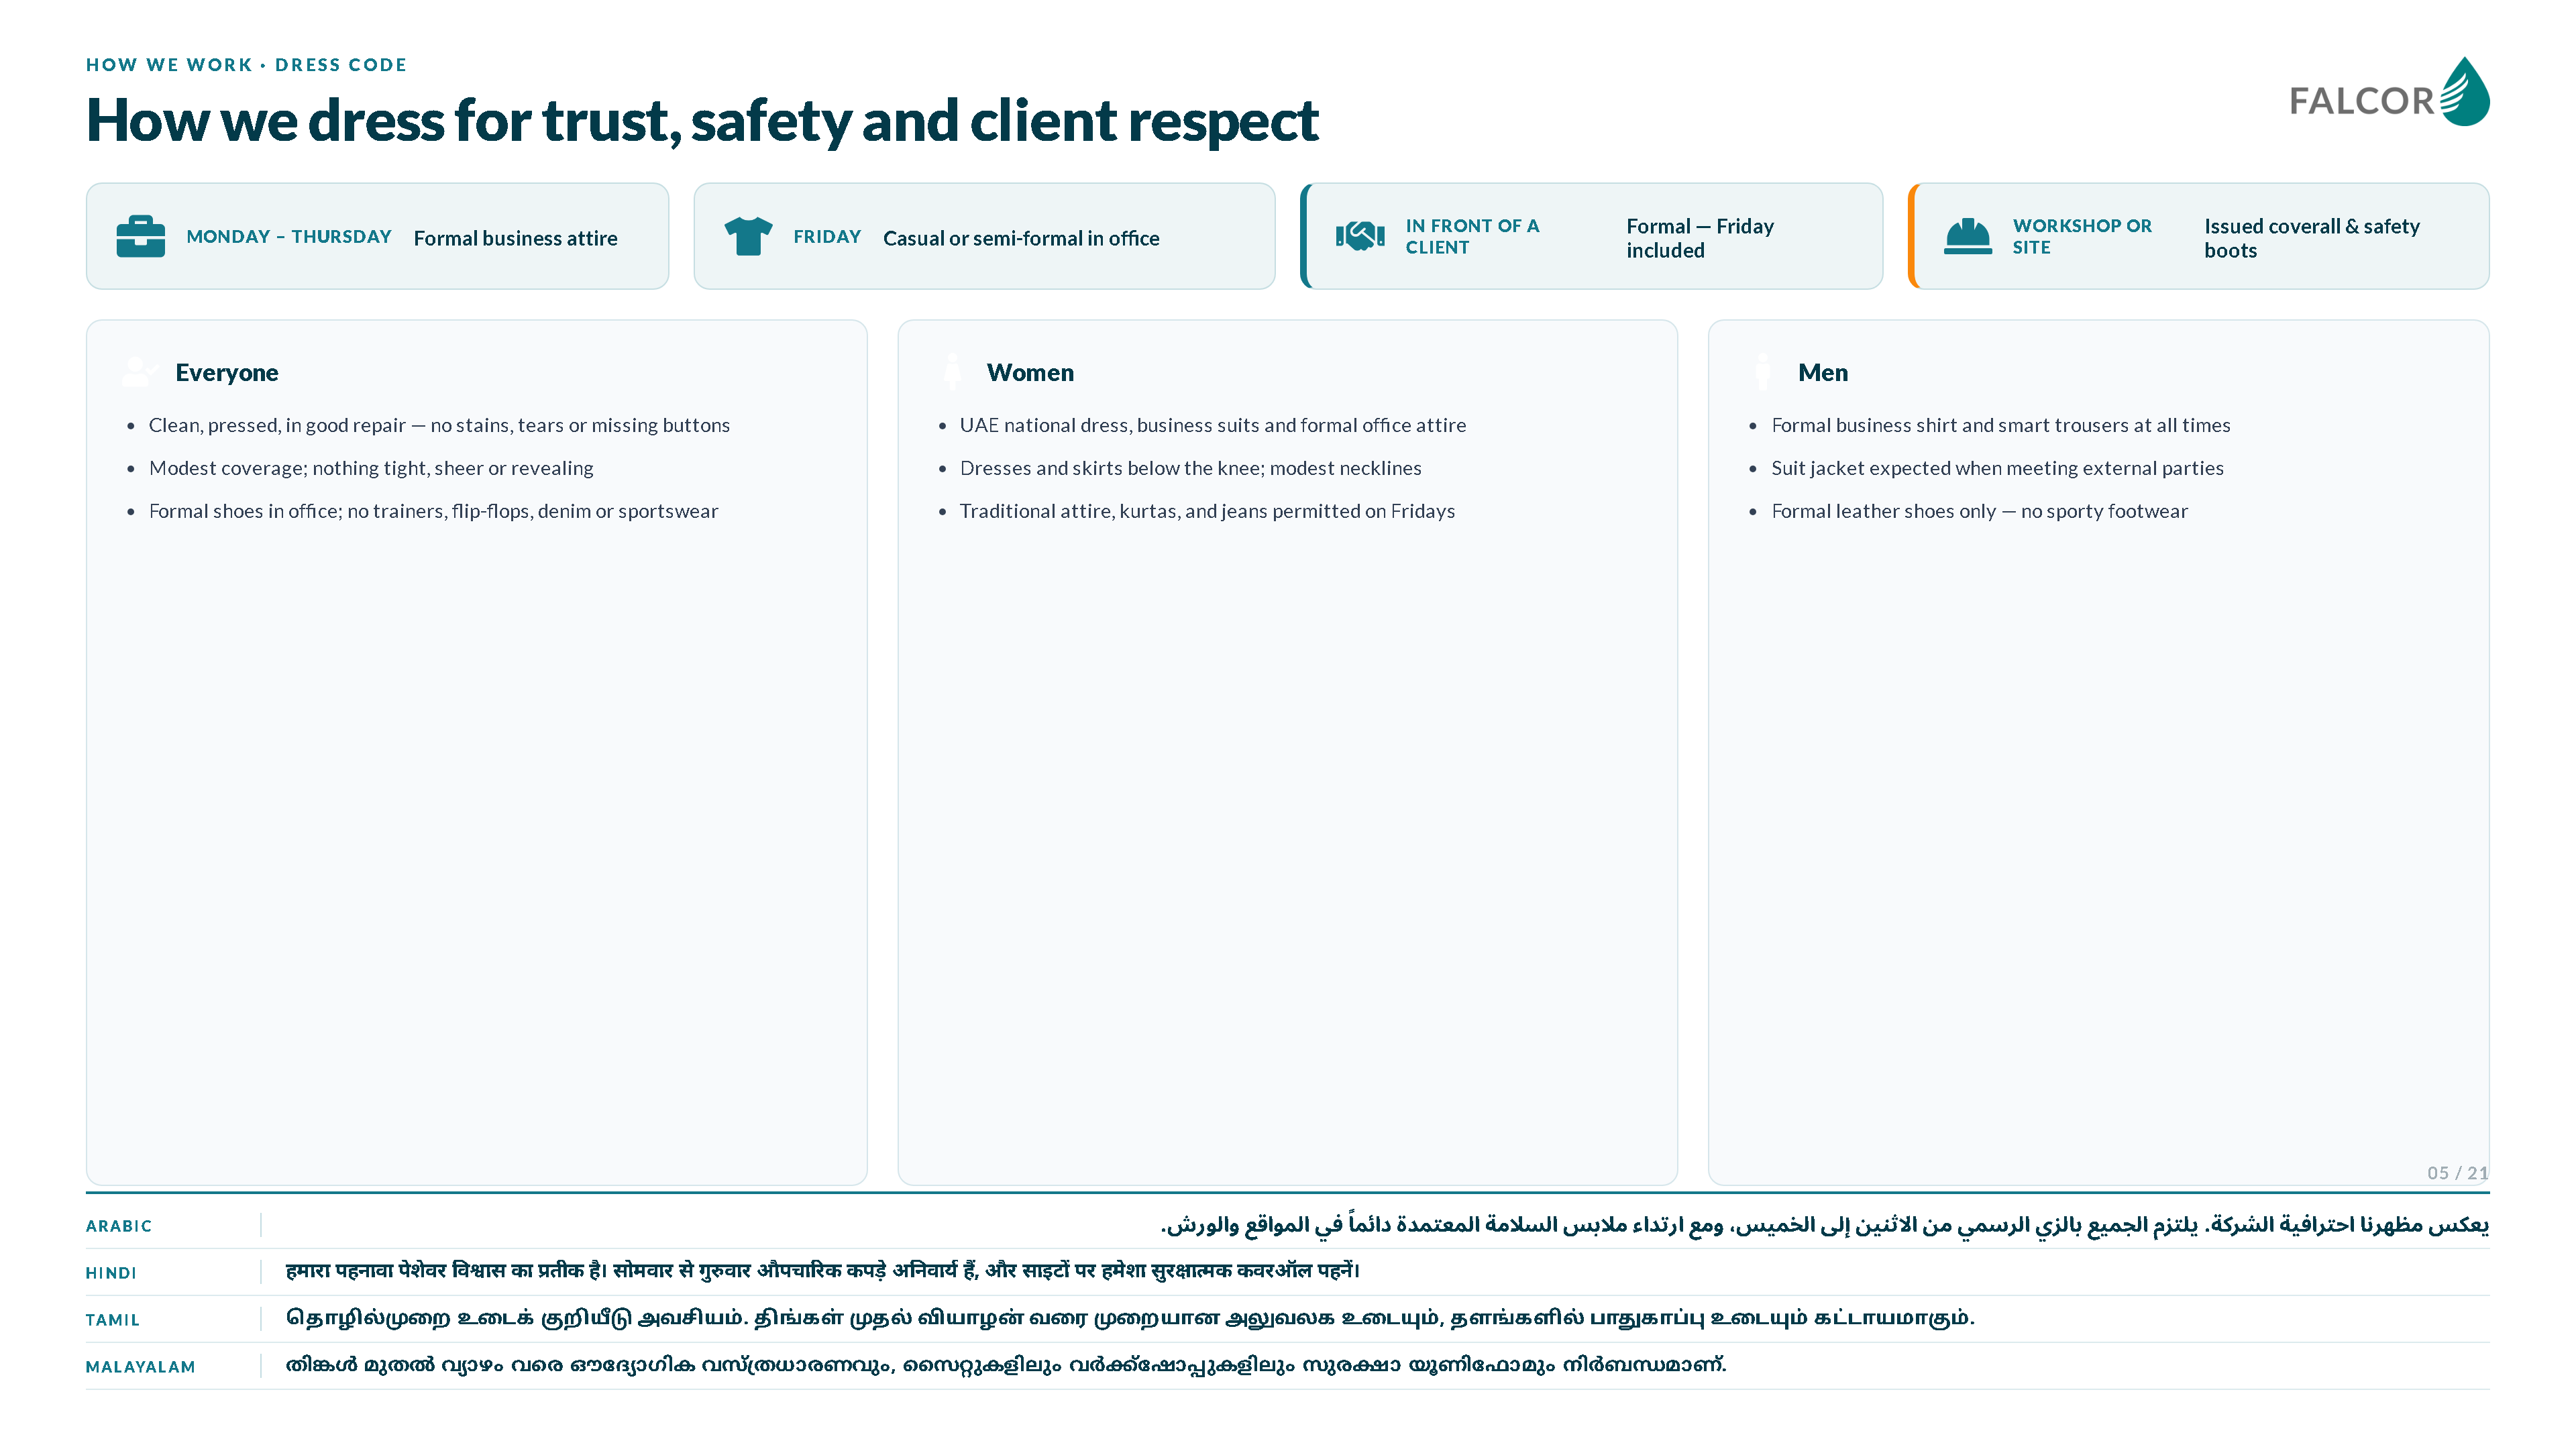 HOW WE WORK · DRESS CODE
How we dress for trust, safety and client respect
FALCOR
MONDAY – THURSDAY Formal business attire
FRIDAY Casual or semi-formal in office
IN FRONT OF A
CLIENT
Formal — Friday
included
WORKSHOP OR
SITE
Issued coverall & safety
boots
Everyone
• Clean, pressed, in good repair — no stains, tears or missing buttons
• Modest coverage; nothing tight, sheer or revealing
• Formal shoes in office; no trainers, flip-flops, denim or sportswear
Women
• UAE national dress, business suits and formal office attire
• Dresses and skirts below the knee; modest necklines
• Traditional attire, kurtas, and jeans permitted on Fridays
Men
• Formal business shirt and smart trousers at all times
• Suit jacket expected when meeting external parties
• Formal leather shoes only — no sporty footwear
05 / 21
ARABIC
يعكس مظهرنا احترافية الشركة. يلتزم الجميع بالزي الرسمي من الاثنين إلى الخميس، ومع ارتداء ملابس السلامة المعتمدة دائماً في المواقع والورش.
HINDI
हमारा पहनावा पेशेवर विश्वास का प्रतीक है। सोमवार से गुरुवार औपचारिक कपड़े अनिवार्य हैं, और साइटों पर हमेशा सुरक्षात्मक कवरऑल पहनें।
TAMIL
தொழில்முறை உடைக் குறியீடு அவசியம். திங்கள் முதல் வியாழன் வரை முறையான அலுவலக உடையும், தளங்களில் பாதுகாப்பு உடையும் கட்டாயமாகும்.
MALAYALAM
തിങ്കൾ മുതൽ വ്യാഴം വരെ ഔദ്യോഗിക വസ്ത്രധാരണവും, സൈറ്റുകളിലും വർക്ക്ഷോപ്പുകളിലും സുരക്ഷാ യൂണിഫോമും നിർബന്ധമാണ്.